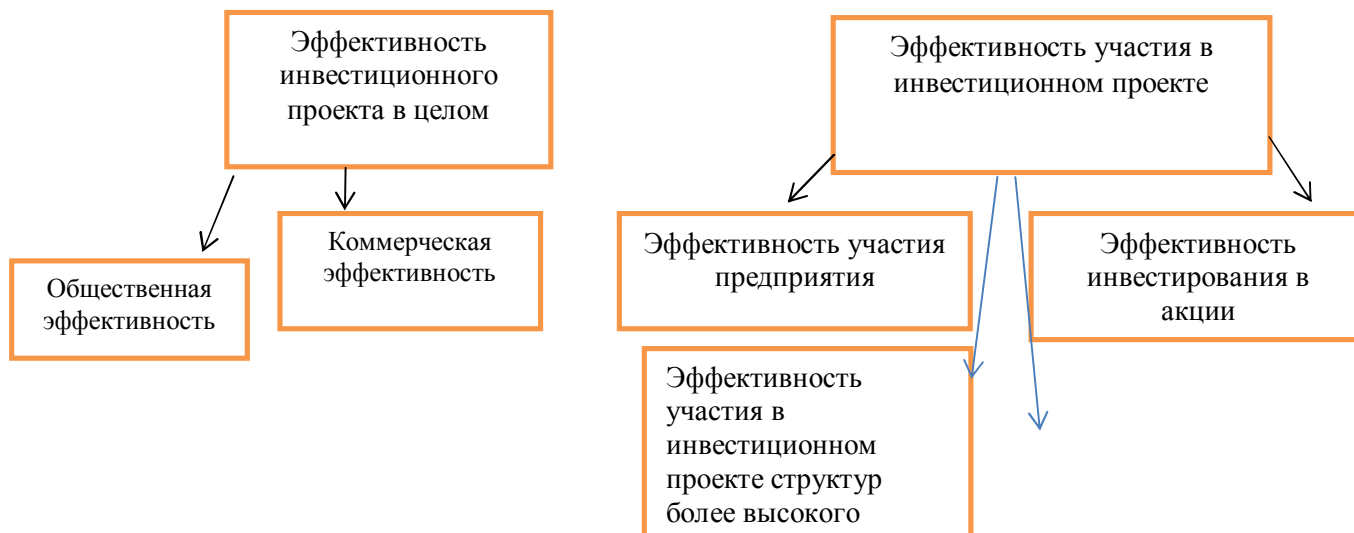 Эффективность
инвестиционного
проекта в целом
Эффективность участия в
инвестиционном проекте
Общественная
эффективность
Коммерческая
эффективность
Эффективность участия
предприятия
Эффективность
инвестирования в
акции
Эффективность
участия в
инвестиционном
проекте структур
более высокого